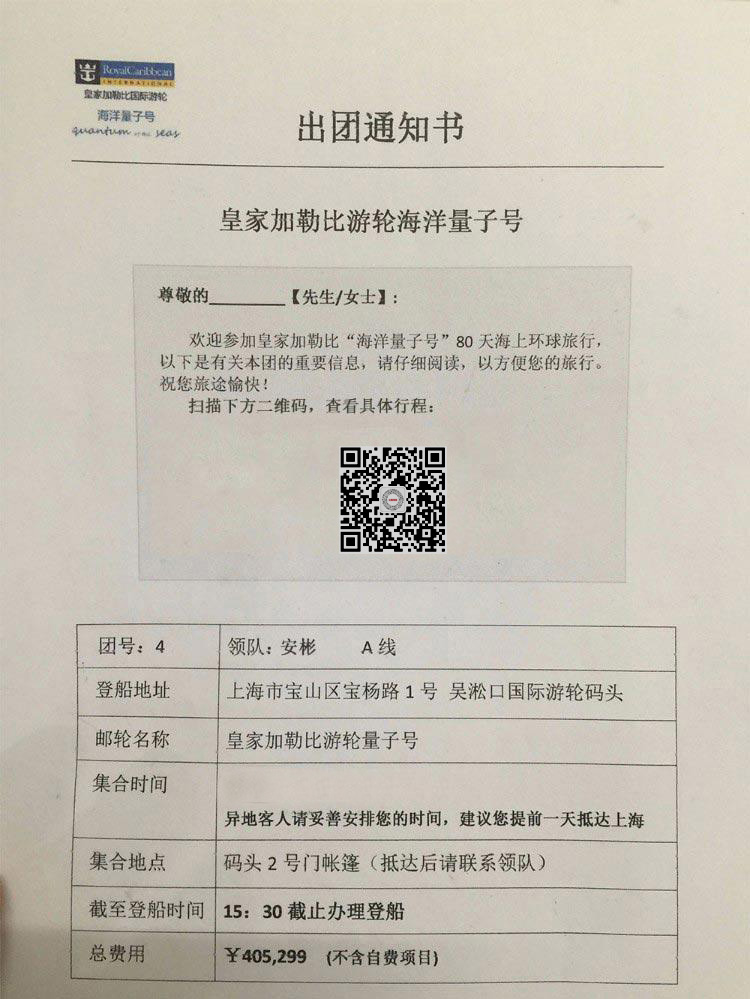 RoyalCaribbean
INTERNATIONAL
皇家加勒比国际游轮
海洋量子号
quantum OF THE seas
出团通知书
皇家加勒比游轮海洋量子号
尊敬的________【先生/女士】:
欢迎参加皇家加勒比“海洋量子号”80 天海上环球旅行，
以下是有关本团的重要信息，请仔细阅读，以方便您的旅行。
祝您旅途愉快！
扫描下方二维码，查看具体行程：
团号：4 领队：安彬 A 线
登船地址 上海市宝山区宝杨路 1 号 吴淞口国际游轮码头
邮轮名称 皇家加勒比游轮量子号
集合时间
异地客人请妥善安排您的时间，建议您提前一天抵达上海
集合地点 码头 2 号门帐篷（抵达后请联系领队）
截至登船时间 15：30 截止办理登船
总费用 ￥405,299 (不含自费项目)